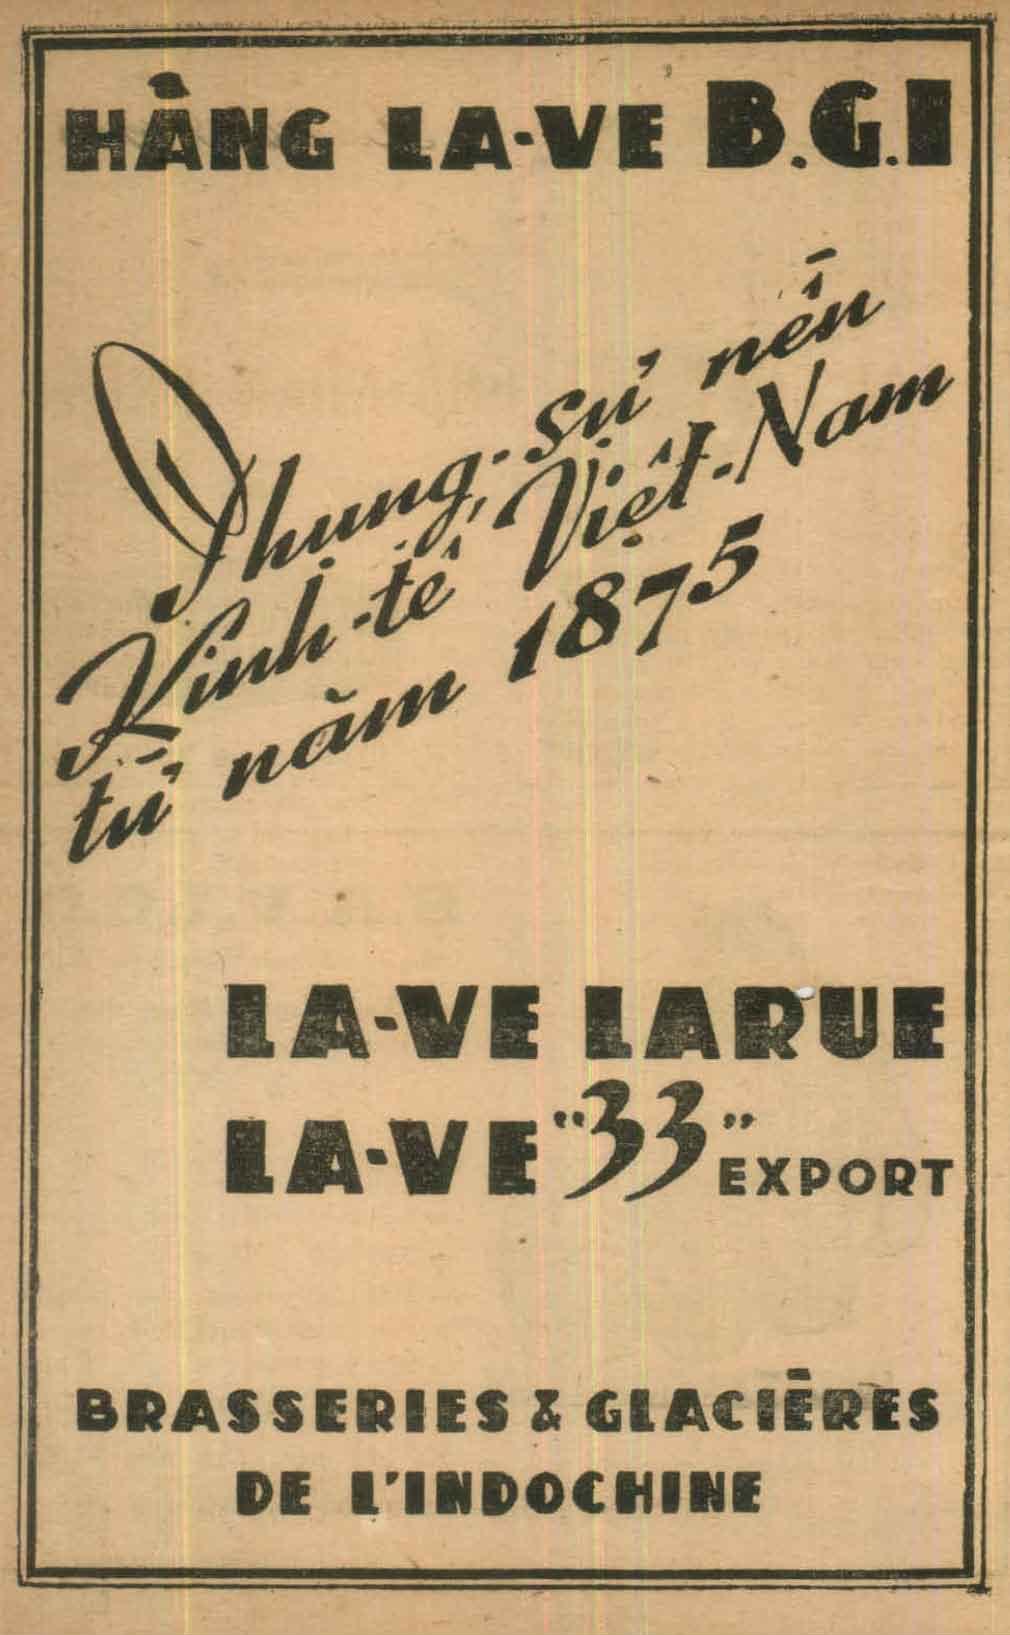 HÃNG LA-VE B.G.I
Phụng-sự nền
Kinh-tế Việt-Nam
từ năm 1875
LA-VE LARUE
LA-VE "33" EXPORT
BRASSERIES & GLACIÈRES
DE L'INDOCHINE